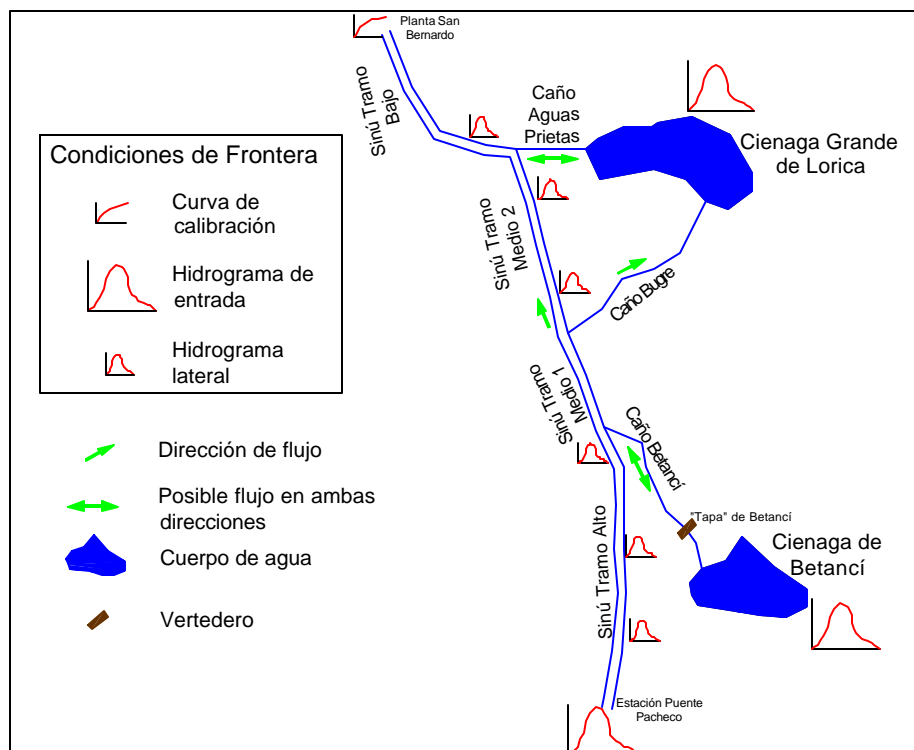 Planta San
Bernardo
Sinú Tramo
Bajo
Caño
Aguas
Prietas
Cienaga Grande
de Lorica
Condiciones de Frontera
Curva de
calibración
Hidrograma de
entrada
Hidrograma
lateral
Sinú Tramo
Medio 2
Caño Bugre
Sinú Tramo
Medio 1
Caño Betancí
Dirección de flujo
Posible flujo en ambas
direcciones
Cuerpo de agua
Vertedero
"Tapa" de Betancí
Cienaga de
Betancí
Sinú Tramo Alto
Estación Puente
Pacheco